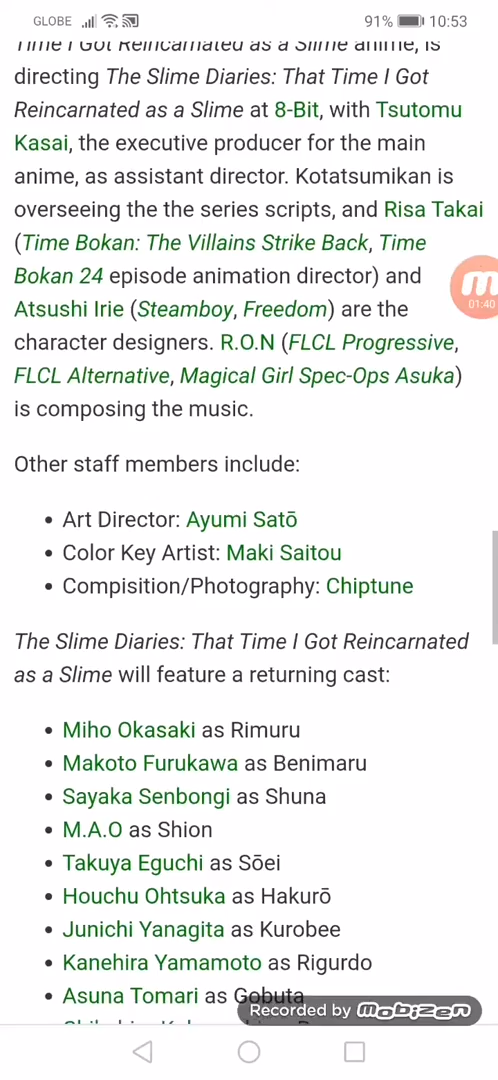 GLOBE 91% 10:53
Time I Got Reincarnated as a Slime anime, is
directing The Slime Diaries: That Time I Got
Reincarnated as a Slime at 8-Bit, with Tsutomu
Kasai, the executive producer for the main
anime, as assistant director. Kotatsumikan is
overseeing the the series scripts, and Risa Takai
(Time Bokan: The Villains Strike Back, Time
Bokan 24 episode animation director) and
Atsushi Irie (Steamboy, Freedom) are the
01:40
character designers. R.O.N (FLCL Progressive,
FLCL Alternative, Magical Girl Spec-Ops Asuka)
is composing the music.
Other staff members include:
• Art Director: Ayumi Satō
• Color Key Artist: Maki Saitou
• Compisition/Photography: Chiptune
The Slime Diaries: That Time I Got Reincarnated
as a Slime will feature a returning cast:
• Miho Okasaki as Rimuru
• Makoto Furukawa as Benimaru
• Sayaka Senbongi as Shuna
• M.A.O as Shion
• Takuya Eguchi as Sōei
• Houchu Ohtsuka as Hakurō
• Junichi Yanagita as Kurobee
• Kanehira Yamamoto as Rigurdo
• Asuna Tomari as Gobuta
Recorded by mobizen